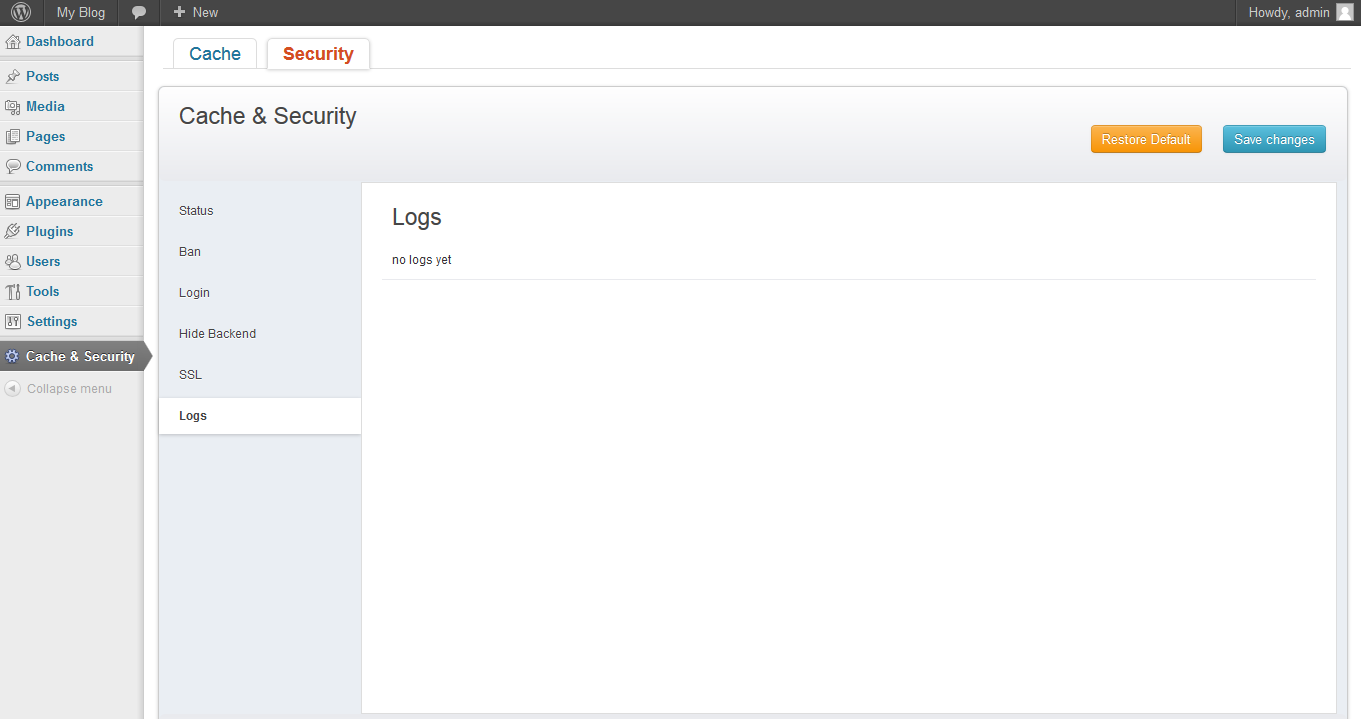 My Blog
New
Howdy, admin
Dashboard
Posts
Media
Pages
Comments
Appearance
Plugins
Users
Tools
Settings
Cache & Security
Collapse menu
Cache
Security
Cache & Security
Restore Default
Save changes
Status
Ban
Login
Hide Backend
SSL
Logs
Logs
no logs yet